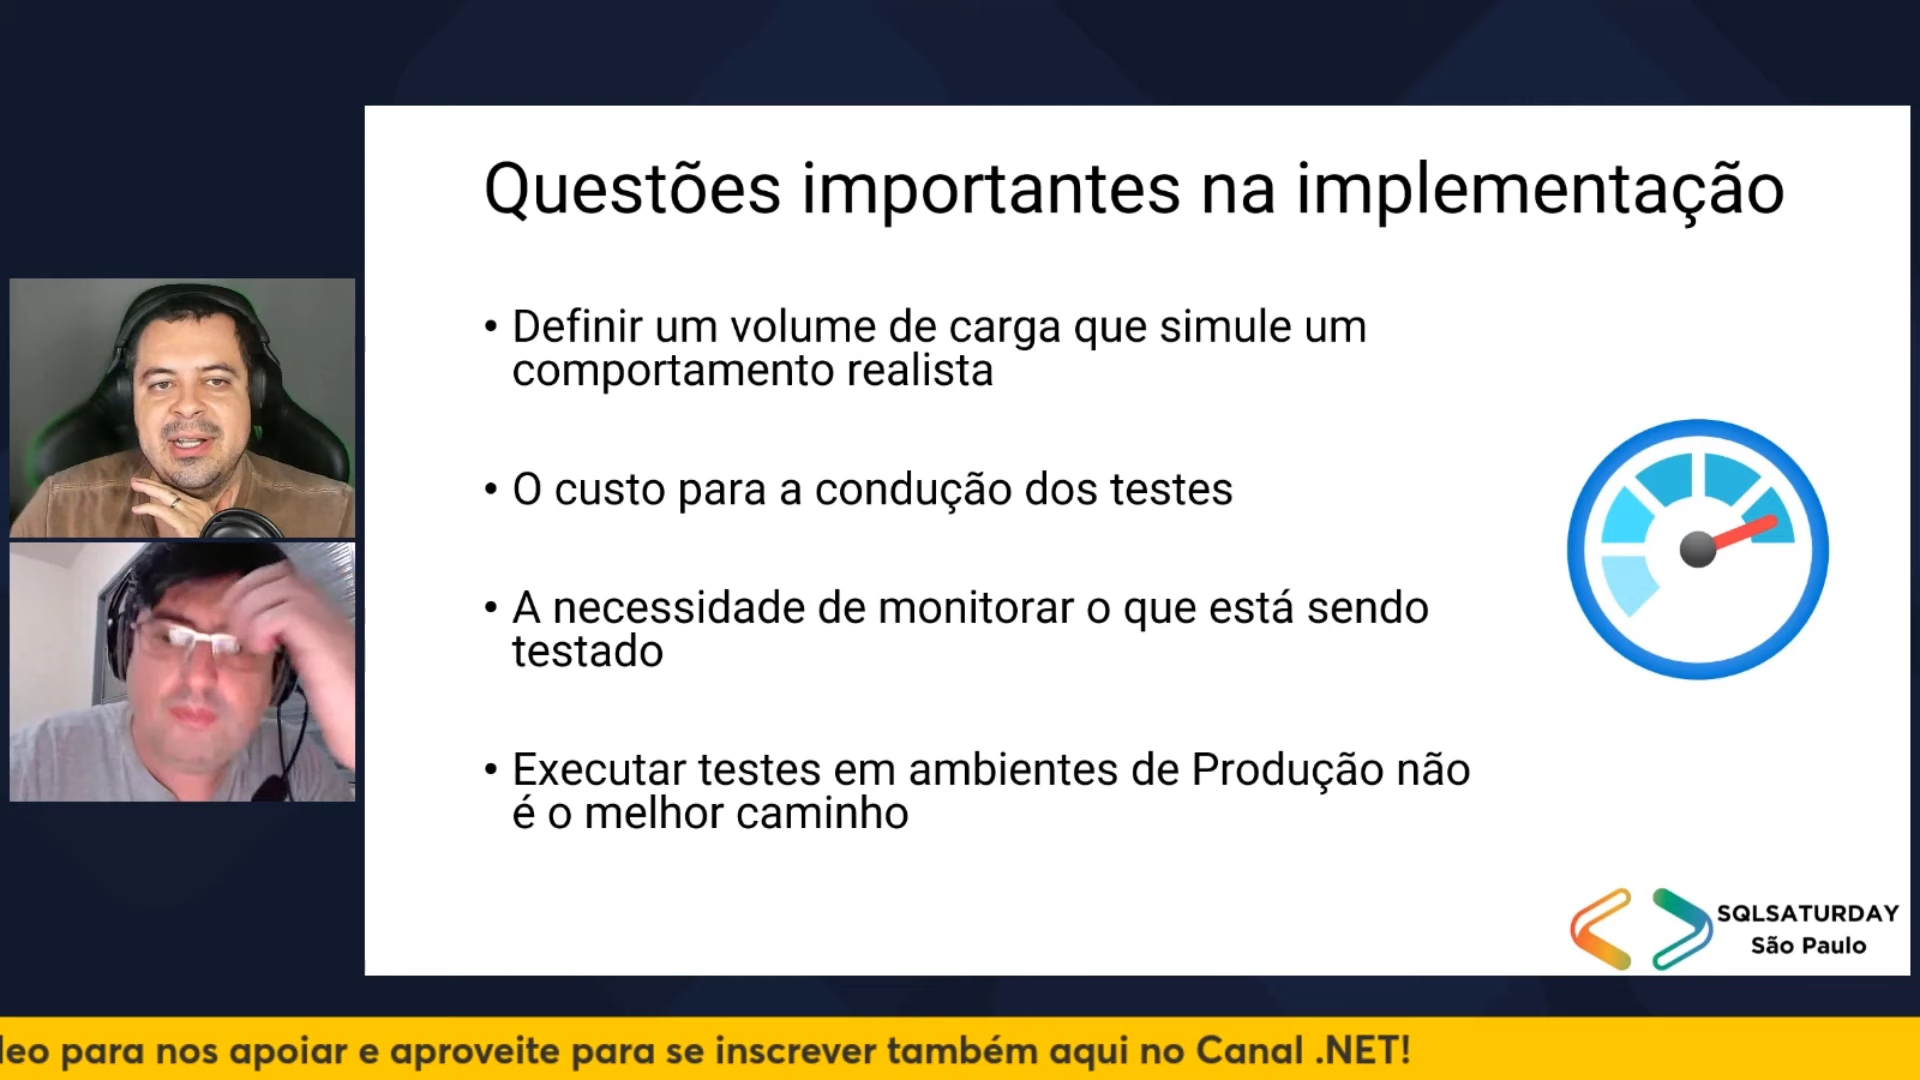 Questões importantes na implementação
• Definir um volume de carga que simule um
comportamento realista
• O custo para a condução dos testes
• A necessidade de monitorar o que está sendo
testado
• Executar testes em ambientes de Produção não
é o melhor caminho
SQLSATURDAY
São Paulo
para nos apoiar e aproveite para se inscrever também aqui no Canal .NET!